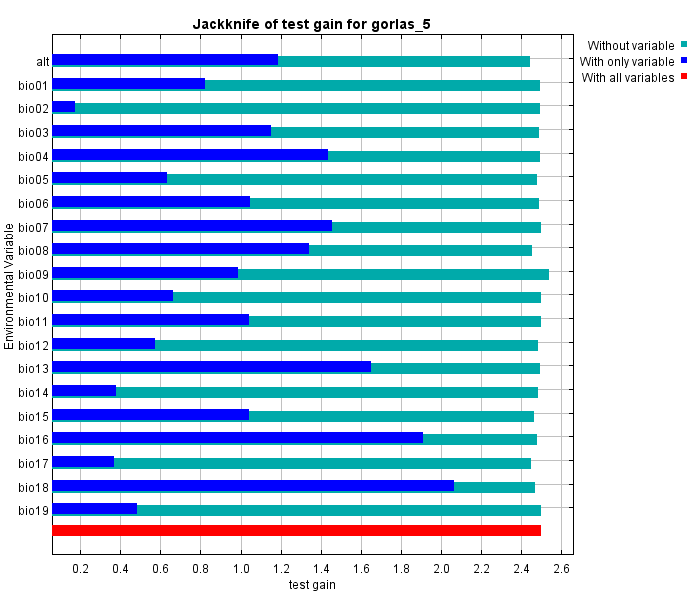 Jackknife of test gain for gorlas_5
Without variable
With only variable
With all variables
Environmental Variable
alt
bio01
bio02
bio03
bio04
bio05
bio06
bio07
bio08
bio09
bio10
bio11
bio12
bio13
bio14
bio15
bio16
bio17
bio18
bio19
0.2 0.4 0.6 0.8 1.0 1.2 1.4 1.6 1.8 2.0 2.2 2.4 2.6
test gain